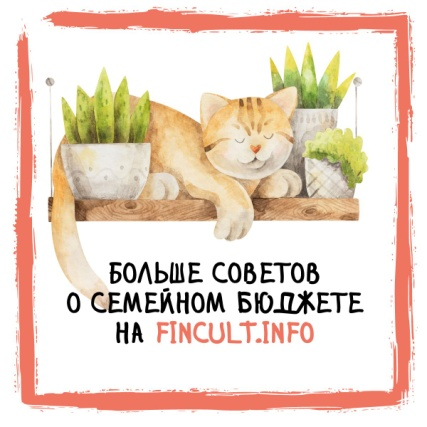 БОЛЬШЕ СОВЕТОВ
О СЕМЕЙНОМ БЮДЖЕТЕ
НА FINCULT.INFO